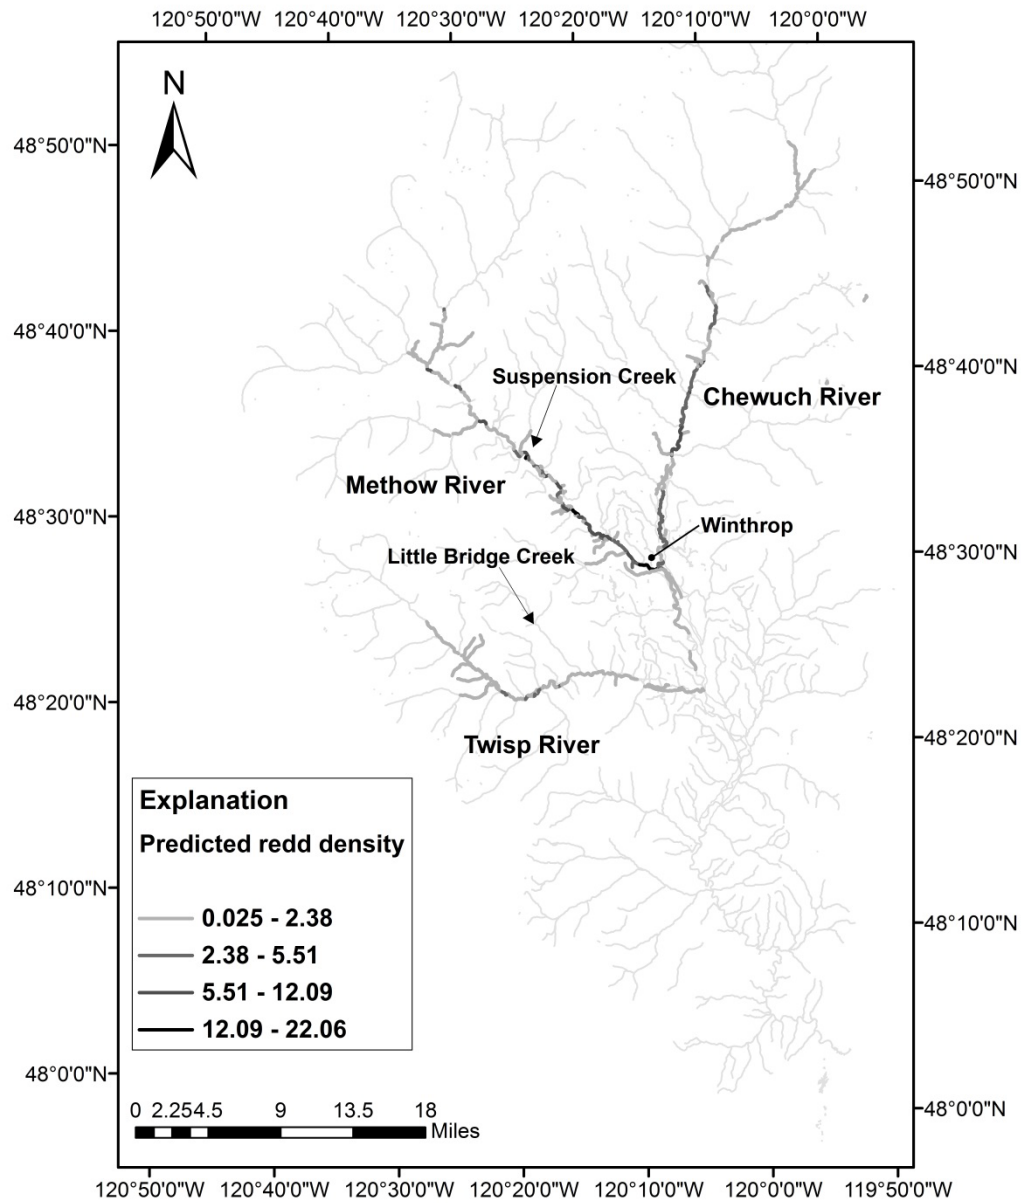 120°50'0"W 120°40'0"W 120°30'0"W 120°20'0"W 120°10'0"W 120°0'0"W
N
48°50'0"N
48°50'0"N
48°40'0"N
48°40'0"N
Suspension Creek
Chewuch River
Methow River
48°30'0"N
Winthrop
48°30'0"N
Little Bridge Creek
48°20'0"N
48°20'0"N
Twisp River
Explanation
Predicted redd density
0.025 - 2.38
2.38 - 5.51
5.51 - 12.09
12.09 - 22.06
48°10'0"N
48°10'0"N
48°0'0"N
48°0'0"N
0 2.25 4.5 9 13.5 18
Miles
120°50'0"W 120°40'0"W 120°30'0"W 120°20'0"W 120°10'0"W 120°0'0"W 119°50'0"W